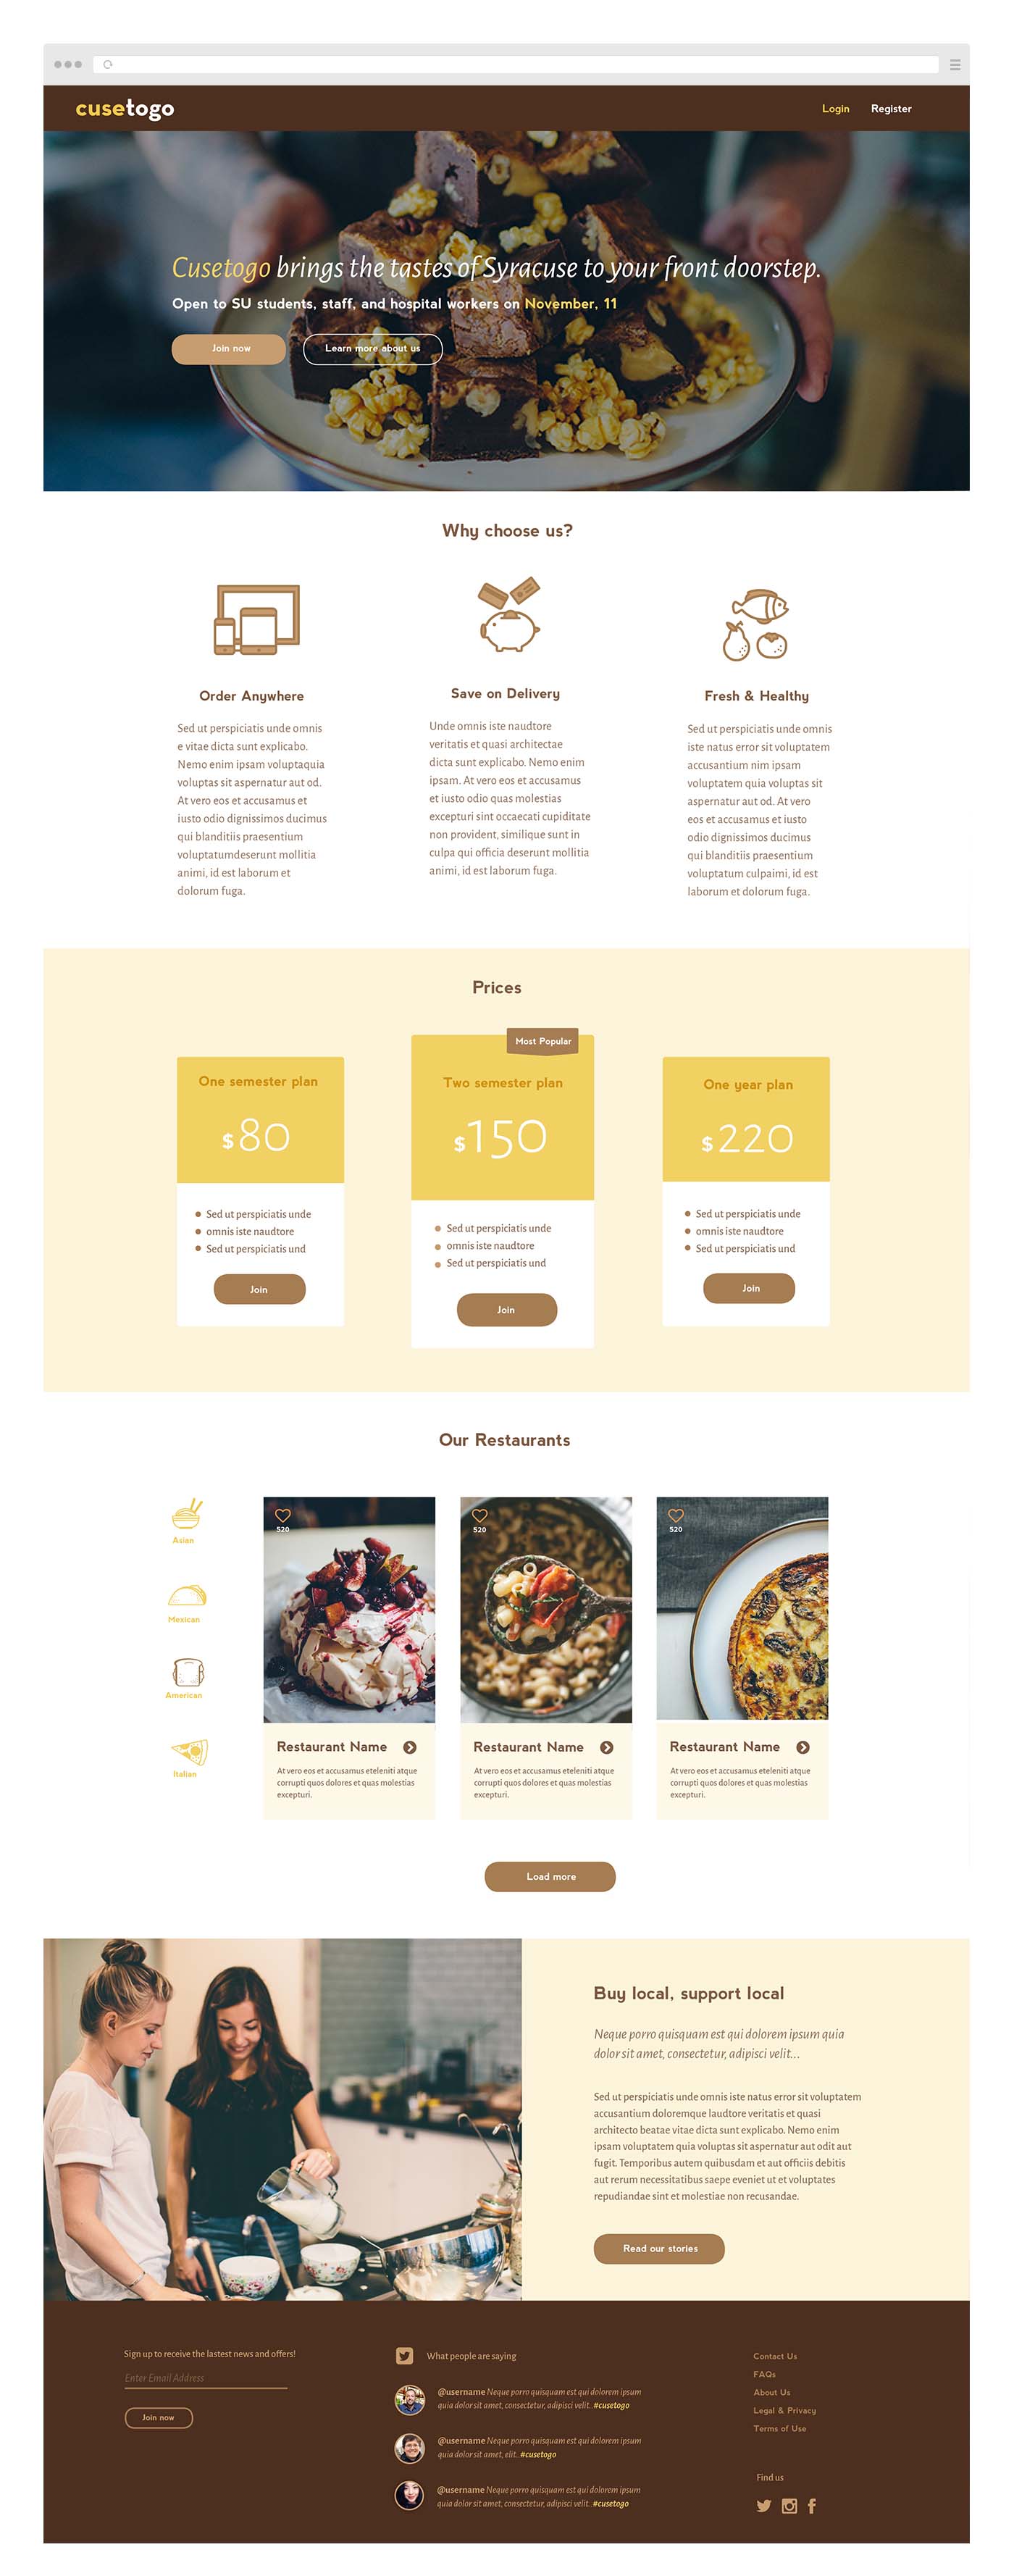 cusetogo
Login
Register
Cusetogo brings the tastes of Syracuse to your front doorstep.
Open to SU students, staff, and hospital workers on November, 11
Join now
Learn more about us
Why choose us?
Order Anywhere
Sed ut perspiciatis unde omnis
e vitae dicta sunt explicabo.
Nemo enim ipsam voluptaquia
voluptas sit aspernatur aut od.
At vero eos et accusamus et
iusto odio dignissimos ducimus
qui blanditiis praesentium
voluptatumdeserunt mollitia
animi, id est laborum et
dolorum fuga.
Save on Delivery
Unde omnis iste naudtore
veritatis et quasi architectae
dicta sunt explicabo. Nemo enim
ipsam. At vero eos et accusamus
et iusto odio quas molestias
excepturi sint occaecati cupiditate
non provident, similique sunt in
culpa qui officia deserunt mollitia
animi, id est laborum fuga.
Fresh & Healthy
Sed ut perspiciatis unde omnis
iste natus error sit voluptatem
accusantium nim ipsam
voluptatem quia voluptas sit
aspernatur aut od. At vero
eos et accusamus et iusto
odio dignissimos ducimus
qui blanditiis praesentium
voluptatum culpaimi, id est
laborum et dolorum fuga.
Prices
One semester plan
$80
Sed ut perspiciatis unde
omnis iste naudtore
Sed ut perspiciatis und
Join
Most Popular
Two semester plan
$150
Sed ut perspiciatis unde
omnis iste naudtore
Sed ut perspiciatis und
Join
One year plan
$220
Sed ut perspiciatis unde
omnis iste naudtore
Sed ut perspiciatis und
Join
Our Restaurants
Asian
Mexican
American
Italian
520
Restaurant Name
At vero eos et accusamus eteleniti atque
corrupti quos dolores et quas molestias
excepturi.
520
Restaurant Name
At vero eos et accusamus eteleniti atque
corrupti quos dolores et quas molestias
excepturi.
520
Restaurant Name
At vero eos et accusamus eteleniti atque
corrupti quos dolores et quas molestias
excepturi.
Load more
Buy local, support local
Neque porro quisquam est qui dolorem ipsum quia
dolor sit amet, consectetur, adipisci velit...
Sed ut perspiciatis unde omnis iste natus error sit voluptatem
accusantium doloremque laudtore veritatis et quasi
architecto beatae vitae dicta sunt explicabo. Nemo enim
ipsam voluptatem quia voluptas sit aspernatur aut odit aut
fugit. Temporibus autem quibusdam et aut officiis debitis
aut rerum necessitatibus saepe eveniet ut et voluptates
repudiandae sint et molestiae non recusandae.
Read our stories
Sign up to receive the lastest news and offers!
Enter Email Address
Join now
What people are saying
@username Neque porro quisquam est qui dolorem ipsum
quia dolor sit amet, consectetur, adipisci velit..#cusetogo
@username Neque porro quisquam est qui dolorem ipsum
quia dolor sit amet, elit..#cusetogo
@username Neque porro quisquam est qui dolorem ipsum
quia dolor sit amet, consectetur, adipisci velit..#cusetogo
Contact Us
FAQs
About Us
Legal & Privacy
Terms of Use
Find us